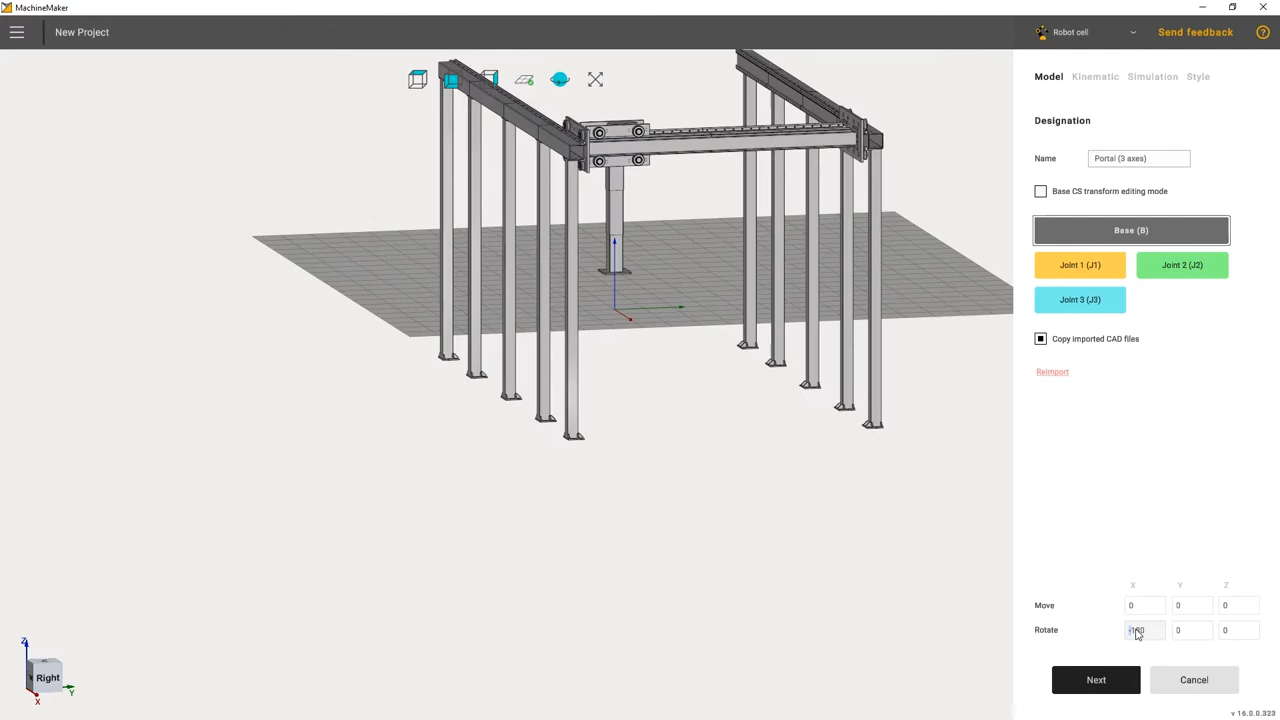 MachineMaker
New Project
Robot cell
Send feedback
?
Model Kinematic Simulation Style
Designation
Name Portal (3 axes)
Base CS transform editing mode
Base (B)
Joint 1 (J1) Joint 2 (J2)
Joint 3 (J3)
Copy imported CAD files
Reimport
X Y Z
Move 0 0 0
Rotate 0 0
Next Cancel
v 16.0.0.323
Z
Right
Y
X